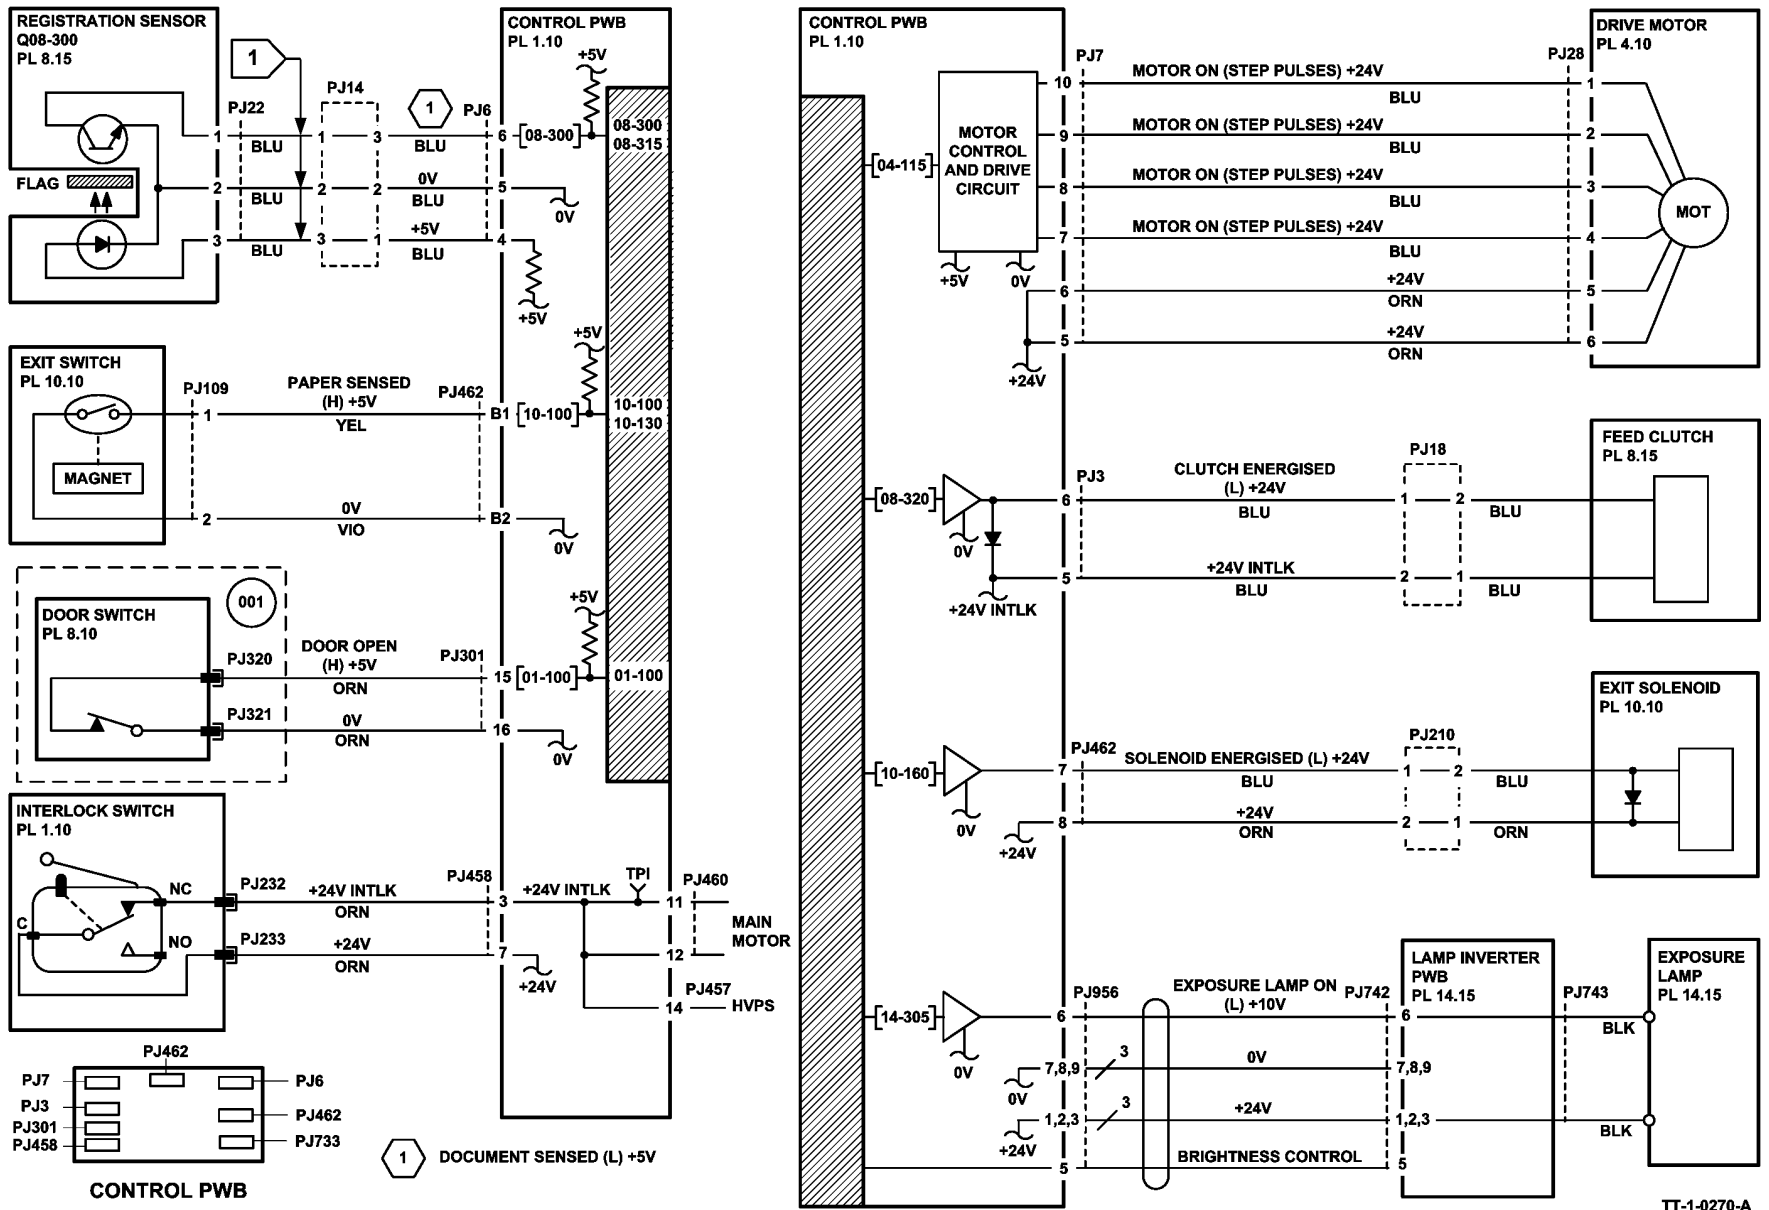 REGISTRATION SENSOR
Q08-300
PL 8.15
1
PJ22
PJ14
1
PJ6
1
BLU
1
3
BLU
6
[08-300]
FLAG
2
BLU
2
2
0V
BLU
5
0V
3
BLU
3
1
+5V
BLU
4
+5V
CONTROL PWB
PL 1.10
+5V
08-300
08-315
EXIT SWITCH
PL 10.10
MAGNET
PJ109
1
PAPER SENSED
(H) +5V
YEL
PJ462
B1
[10-100]
+5V
10-100
10-130
2
0V
VIO
B2
0V
001
DOOR SWITCH
PL 8.10
PJ320
DOOR OPEN
(H) +5V
ORN
PJ301
15
[01-100]
+5V
01-100
PJ321
0V
ORN
16
0V
INTERLOCK SWITCH
PL 1.10
C
NC
NO
PJ232
+24V INTLK
ORN
PJ458
3
+24V INTLK
TPI
11
PJ460
PJ233
+24V
ORN
7
+24V
12
MAIN
MOTOR
14
PJ457
HVPS
PJ462
PJ7
PJ3
PJ301
PJ458
PJ6
PJ462
PJ733
CONTROL PWB
1
DOCUMENT SENSED (L) +5V
CONTROL PWB
PL 1.10
[04-115]
MOTOR
CONTROL
AND DRIVE
CIRCUIT
+5V
0V
PJ7
PJ28
10
MOTOR ON (STEP PULSES) +24V
BLU
1
9
MOTOR ON (STEP PULSES) +24V
BLU
2
8
MOTOR ON (STEP PULSES) +24V
BLU
3
7
MOTOR ON (STEP PULSES) +24V
BLU
4
6
+24V
ORN
5
5
+24V
ORN
6
+24V
DRIVE MOTOR
PL 4.10
MOT
[08-320]
0V
+24V INTLK
PJ3
6
CLUTCH ENERGISED
(L) +24V
BLU
PJ18
1
2
BLU
5
+24V INTLK
BLU
2
1
BLU
FEED CLUTCH
PL 8.15
[10-160]
0V
+24V
PJ462
7
SOLENOID ENERGISED (L) +24V
BLU
PJ210
1
2
BLU
8
+24V
ORN
2
1
ORN
EXIT SOLENOID
PL 10.10
[14-305]
0V
PJ956
6
EXPOSURE LAMP ON
(L) +10V
PJ742
6
0V
7,8,9
3
0V
7,8,9
+24V
1,2,3
3
+24V
1,2,3
5
BRIGHTNESS CONTROL
5
LAMP INVERTER
PWB
PL 14.15
PJ743
BLK
BLK
EXPOSURE
LAMP
PL 14.15
TT-1-0270-A